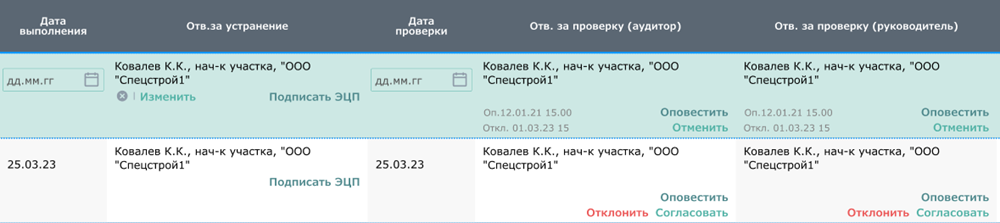 Дата
выполнения
Отв.за устранение
Дата
проверки
Отв. за проверку (аудитор)
Отв. за проверку (руководитель)
дд.мм.гг
Ковалев К.К., нач-к участка, "ООО
"Спецстрой1"
Изменить
Подписать ЭЦП
дд.мм.гг
Ковалев К.К., нач-к участка, "ООО
"Спецстрой1"
Оп.12.01.21 15.00
Оповестить
Откл. 01.03.23 15
Отменить
Ковалев К.К., нач-к участка, "ООО
"Спецстрой1"
Оп.12.01.21 15.00
Оповестить
Откл. 01.03.23 15
Отменить
25.03.23
Ковалев К.К., нач-к участка, "ООО
"Спецстрой1"
Подписать ЭЦП
25.03.23
Ковалев К.К., нач-к участка, "ООО
"Спецстрой1"
Оповестить
Отклонить Согласовать
Ковалев К.К., нач-к участка, "ООО
"Спецстрой1"
Оповестить
Отклонить Согласовать